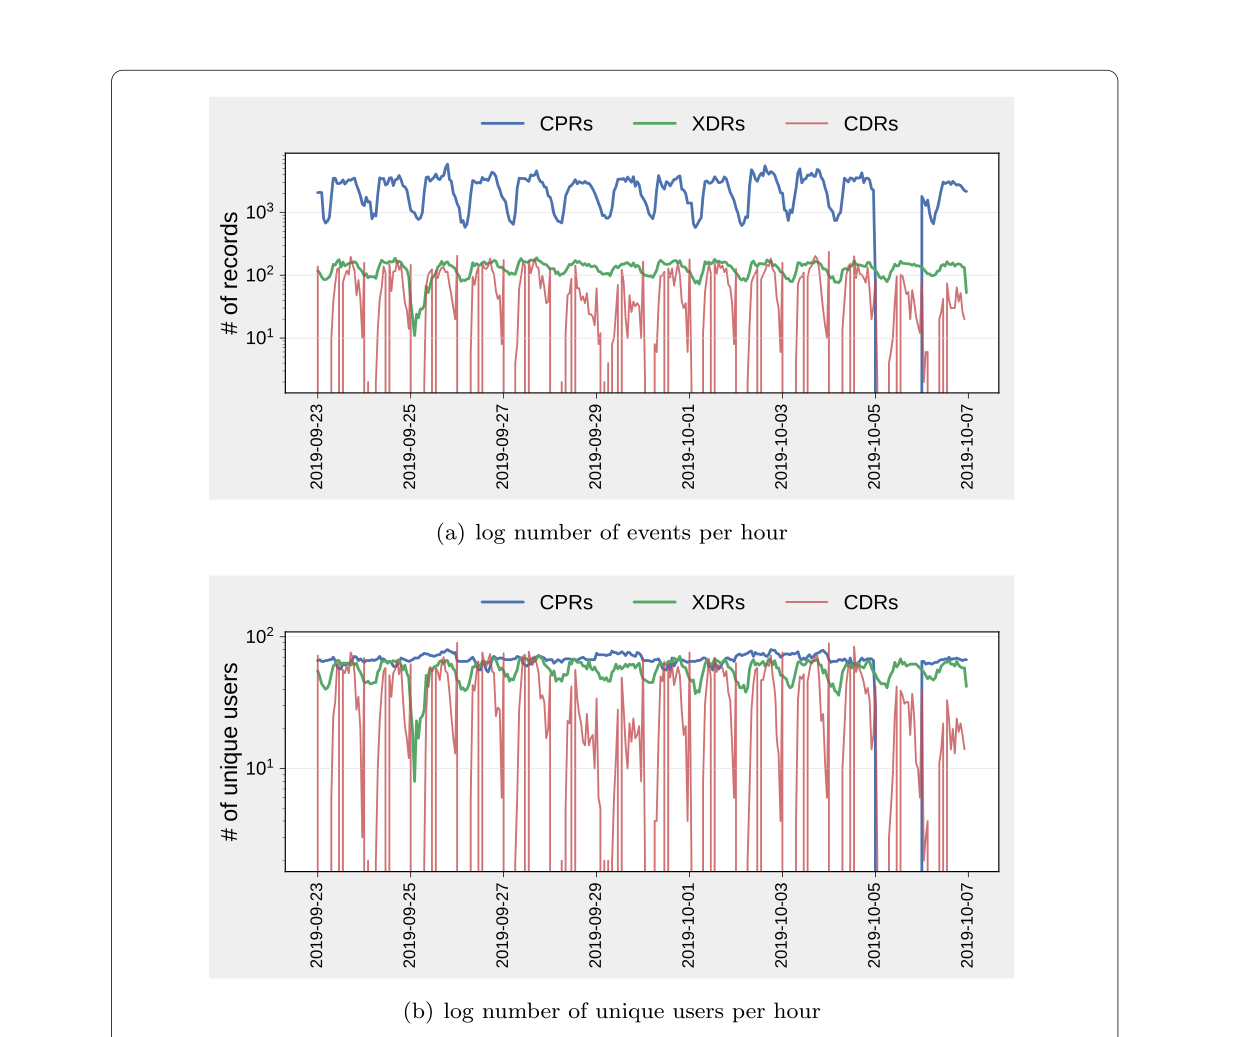 CPRs XDRs CDRs
# of records
10³
10²
10¹
2019-09-23 2019-09-25 2019-09-27 2019-09-29 2019-10-01 2019-10-03 2019-10-05 2019-10-07
(a) log number of events per hour
CPRs XDRs CDRs
# of unique users
10²
10¹
2019-09-23 2019-09-25 2019-09-27 2019-09-29 2019-10-01 2019-10-03 2019-10-05 2019-10-07
(b) log number of unique users per hour